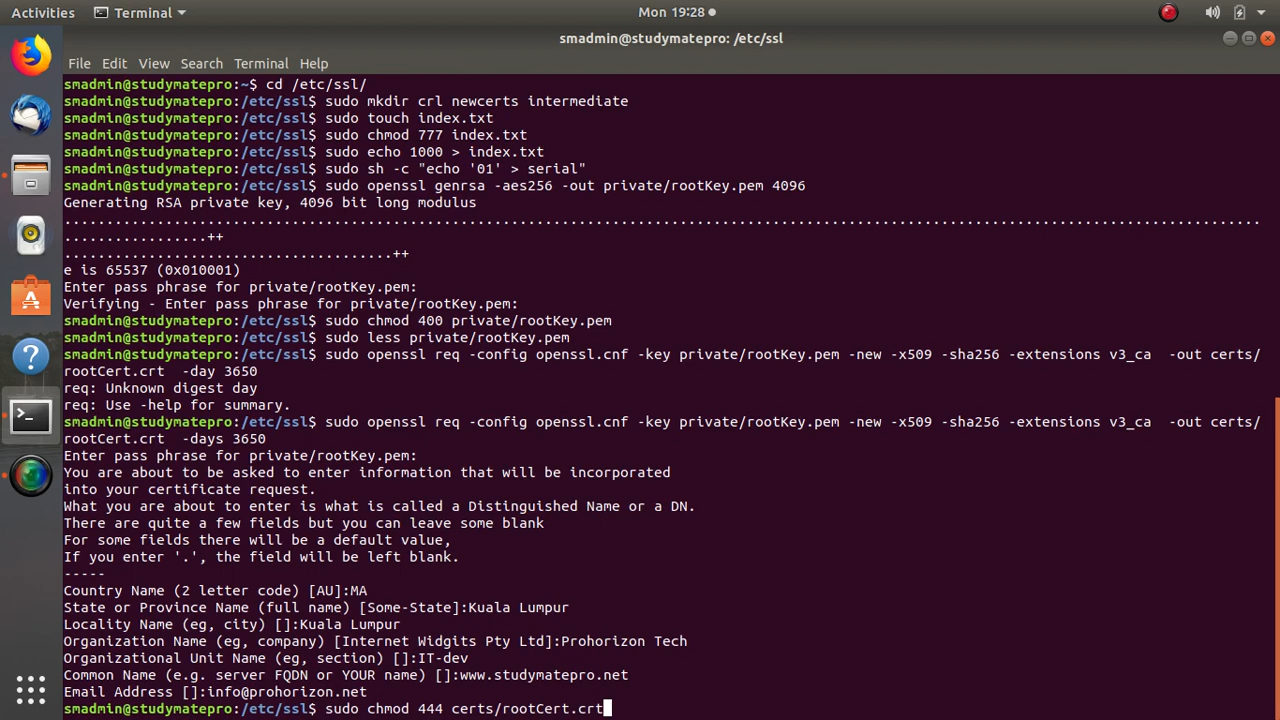 Activities
Terminal
Mon 19:28
smadmin@studymatepro: /etc/ssl
File Edit View Search Terminal Help
smadmin@studymatepro:~$ cd /etc/ssl/
smadmin@studymatepro:/etc/ssl$ sudo mkdir crl newcerts intermediate
smadmin@studymatepro:/etc/ssl$ sudo touch index.txt
smadmin@studymatepro:/etc/ssl$ sudo chmod 777 index.txt
smadmin@studymatepro:/etc/ssl$ sudo echo 1000 > index.txt
smadmin@studymatepro:/etc/ssl$ sudo sh -c "echo '01' > serial"
smadmin@studymatepro:/etc/ssl$ sudo openssl genrsa -aes256 -out private/rootKey.pem 4096
Generating RSA private key, 4096 bit long modulus
..............................................................................................................................................
.................++
.......................................++
e is 65537 (0x010001)
Enter pass phrase for private/rootKey.pem:
Verifying - Enter pass phrase for private/rootKey.pem:
smadmin@studymatepro:/etc/ssl$ sudo chmod 400 private/rootKey.pem
smadmin@studymatepro:/etc/ssl$ sudo less private/rootKey.pem
smadmin@studymatepro:/etc/ssl$ sudo openssl req -config openssl.cnf -key private/rootKey.pem -new -x509 -sha256 -extensions v3_ca  -out certs/
rootCert.crt  -day 3650
req: Unknown digest day
req: Use -help for summary.
smadmin@studymatepro:/etc/ssl$ sudo openssl req -config openssl.cnf -key private/rootKey.pem -new -x509 -sha256 -extensions v3_ca  -out certs/
rootCert.crt  -days 3650
Enter pass phrase for private/rootKey.pem:
You are about to be asked to enter information that will be incorporated
into your certificate request.
What you are about to enter is what is called a Distinguished Name or a DN.
There are quite a few fields but you can leave some blank
For some fields there will be a default value,
If you enter '.', the field will be left blank.
-----
Country Name (2 letter code) [AU]:MA
State or Province Name (full name) [Some-State]:Kuala Lumpur
Locality Name (eg, city) []:Kuala Lumpur
Organization Name (eg, company) [Internet Widgits Pty Ltd]:Prohorizon Tech
Organizational Unit Name (eg, section) []:IT-dev
Common Name (e.g. server FQDN or YOUR name) []:www.studymatepro.net
Email Address []:info@prohorizon.net
smadmin@studymatepro:/etc/ssl$ sudo chmod 444 certs/rootCert.crt